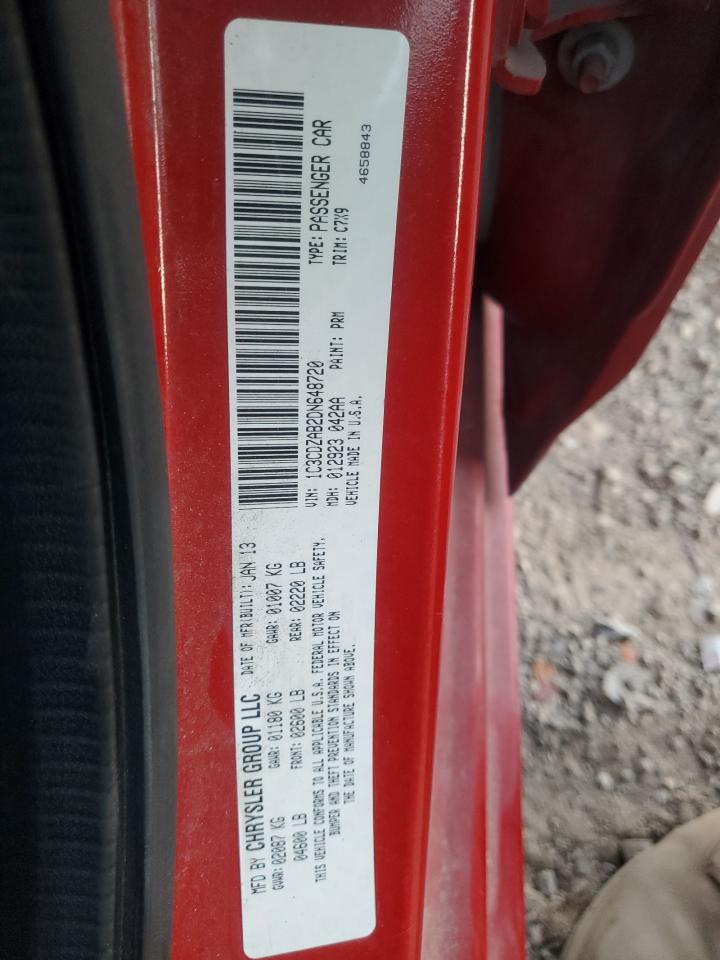 MFD BY CHRYSLER GROUP LLC DATE OF MFR(BUILT): JAN 13
GVWR: 02087 KG GAWR: 01180 KG GAWR: 01007 KG
04600 LB FRONT: 02600 LB REAR: 02220 LB
THIS VEHICLE CONFORMS TO ALL APPLICABLE U.S.A. FEDERAL MOTOR VEHICLE SAFETY,
BUMPER AND THEFT PREVENTION STANDARDS IN EFFECT ON
THE DATE OF MANUFACTURE SHOWN ABOVE.
VIN: 1C3CDZAB2DN648720 TYPE: PASSENGER CAR
MDH: 012923 042AA PAINT: PRM TRIM: C7X9
VEHICLE MADE IN U.S.A. 4658843